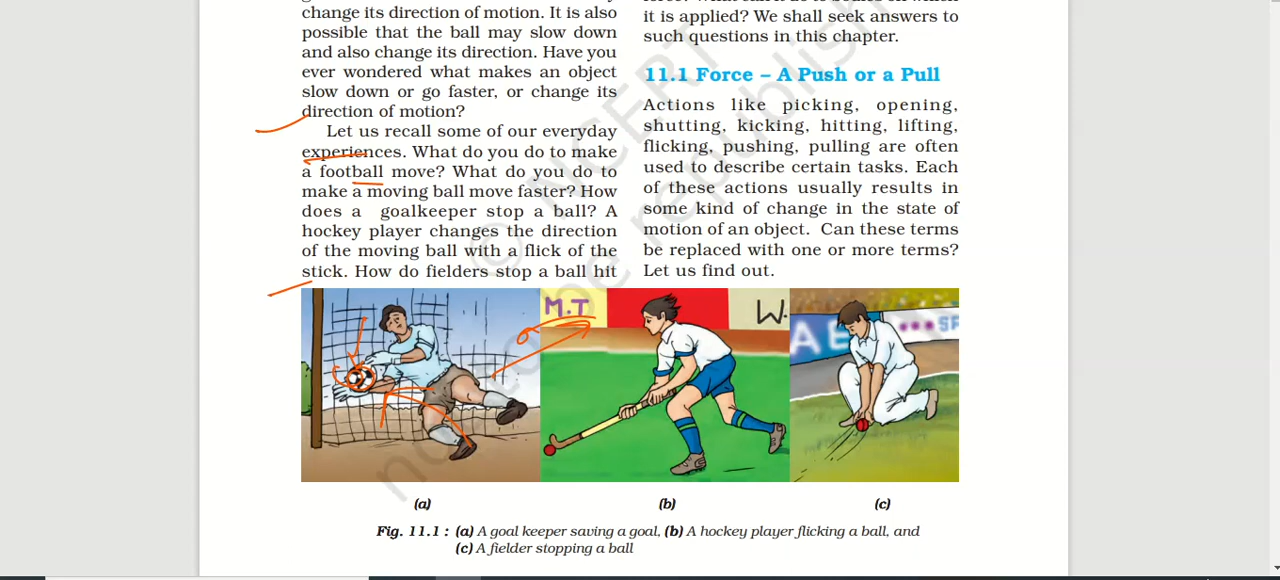 change its direction of motion. It is also
possible that the ball may slow down
and also change its direction. Have you
ever wondered what makes an object
slow down or go faster, or change its
direction of motion?
Let us recall some of our everyday
experiences. What do you do to make
a football move? What do you do to
make a moving ball move faster? How
does a goalkeeper stop a ball? A
hockey player changes the direction
of the moving ball with a flick of the
stick. How do fielders stop a ball hit
it is applied? We shall seek answers to
such questions in this chapter.
11.1 Force – A Push or a Pull
Actions like picking, opening,
shutting, kicking, hitting, lifting,
flicking, pushing, pulling are often
used to describe certain tasks. Each
of these actions usually results in
some kind of change in the state of
motion of an object. Can these terms
be replaced with one or more terms?
Let us find out.
M.T
W.
A
SP
(a)
(b)
(c)
Fig. 11.1 : (a) A goal keeper saving a goal, (b) A hockey player flicking a ball, and
(c) A fielder stopping a ball
© NCERT
not to be republished